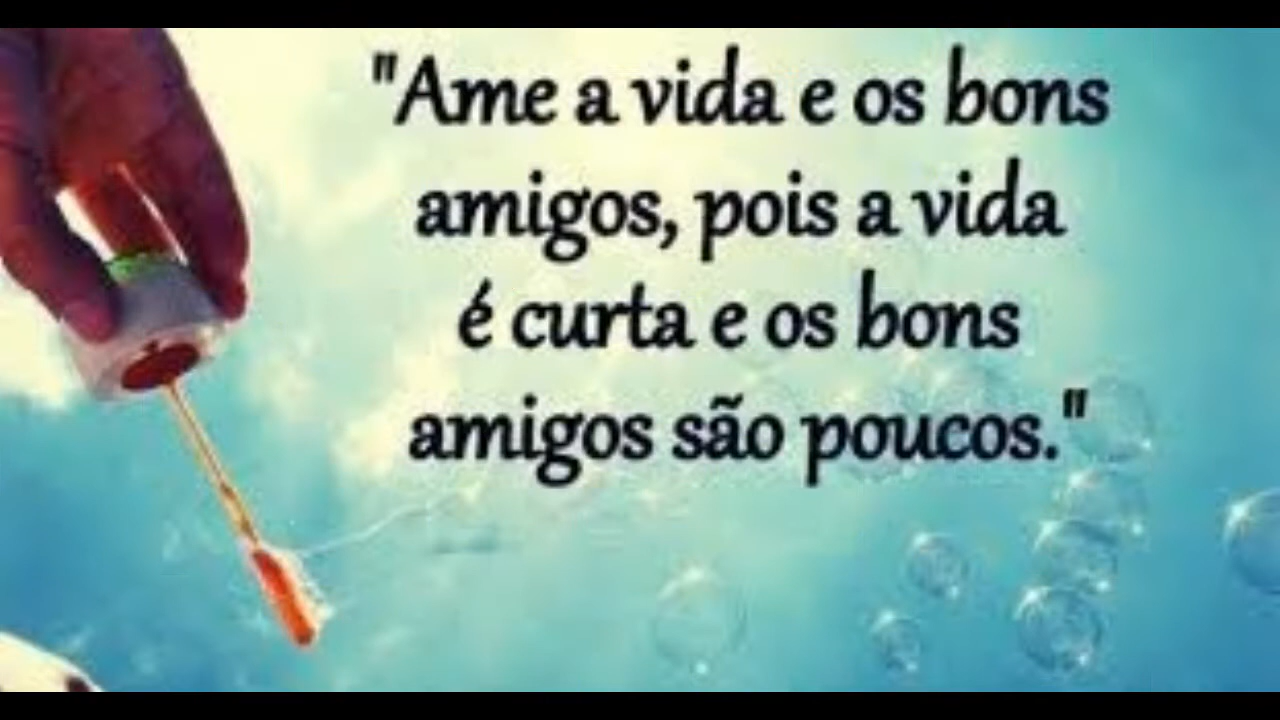 "Ame a vida e os bons
amigos, pois a vida
é curta e os bons
amigos são poucos."